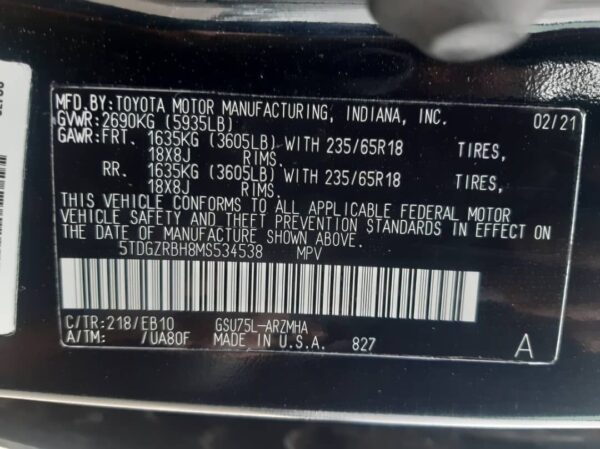 MFD.BY:TOYOTA MOTOR MANUFACTURING, INDIANA, INC. 02/21
GVWR:2690KG (5935LB)
GAWR:FRT. 1635KG (3605LB) WITH 235/65R18 TIRES,
18X8J RIMS.
RR. 1635KG (3605LB) WITH 235/65R18 TIRES,
18X8J RIMS.
THIS VEHICLE CONFORMS TO ALL APPLICABLE FEDERAL MOTOR
VEHICLE SAFETY AND THEFT PREVENTION STANDARDS IN EFFECT ON
THE DATE OF MANUFACTURE SHOWN ABOVE.
5TDGZRBH8MS534538 MPV
C/TR:218/EB10 GSU75L-ARZMHA
A/TM: /UA80F MADE IN U.S.A. 827 A